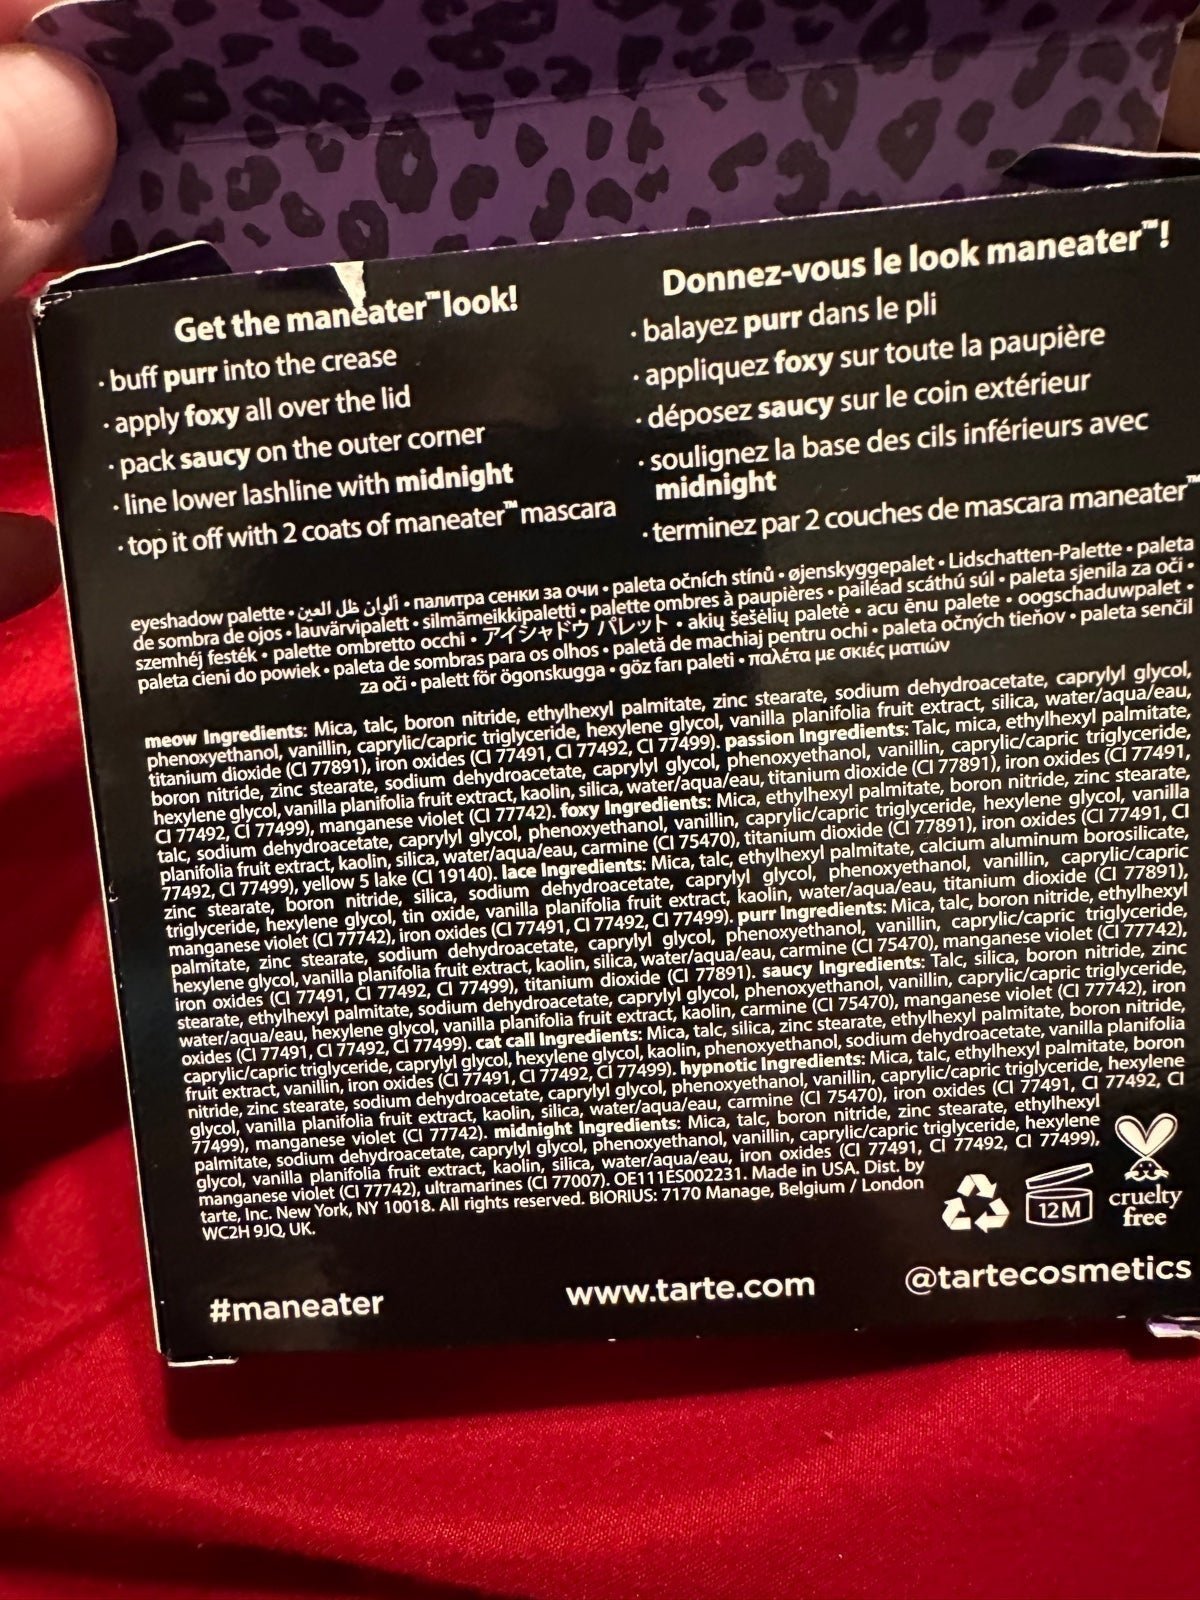 Get the maneater™look!
· buff purr into the crease
· apply foxy all over the lid
· pack saucy on the outer corner
· line lower lashline with midnight
· top it off with 2 coats of maneater™ mascara
Donnez-vous le look maneater™!
· balayez purr dans le pli
· appliquez foxy sur toute la paupière
· déposez saucy sur le coin extérieur
· soulignez la base des cils inférieurs avec
midnight
· terminez par 2 couches de mascara maneater™
eyeshadow palette • ألوان ظل العين • палитра сенки за очи • paleta očních stínů • øjenskyggepalet • Lidschatten-Palette • paleta
de sombra de ojos • lauvärvipalett • silmämeikkipaletti • palette ombres à paupières • pailéad scáthú súl • paleta sjenila za oči •
szemhéj festék • palette ombretto occhi • アイシャドウ パレット • akių šešėlių paletė • acu ēnu palete • oogschaduwpalet •
paleta cieni do powiek • paleta de sombras para os olhos • paletă de machiaj pentru ochi • paleta očných tieňov • paleta senčil
za oči • palett för ögonskugga • göz farı paleti • παλέτα με σκιές ματιών
meow Ingredients: Mica, talc, boron nitride, ethylhexyl palmitate, zinc stearate, sodium dehydroacetate, caprylyl glycol,
phenoxyethanol, vanillin, caprylic/capric triglyceride, hexylene glycol, vanilla planifolia fruit extract, silica, water/aqua/eau,
titanium dioxide (CI 77891), iron oxides (CI 77491, CI 77492, CI 77499). passion Ingredients: Talc, mica, ethylhexyl palmitate,
boron nitride, zinc stearate, sodium dehydroacetate, caprylyl glycol, phenoxyethanol, vanillin, caprylic/capric triglyceride,
hexylene glycol, vanilla planifolia fruit extract, kaolin, silica, water/aqua/eau, titanium dioxide (CI 77891), iron oxides (CI 77491,
CI 77492, CI 77499), manganese violet (CI 77742). foxy Ingredients: Mica, ethylhexyl palmitate, boron nitride, zinc stearate,
talc, sodium dehydroacetate, caprylyl glycol, phenoxyethanol, vanillin, caprylic/capric triglyceride, hexylene glycol, vanilla
planifolia fruit extract, kaolin, silica, water/aqua/eau, carmine (CI 75470), titanium dioxide (CI 77891), iron oxides (CI 77491, CI
77492, CI 77499), yellow 5 lake (CI 19140). lace Ingredients: Mica, talc, ethylhexyl palmitate, calcium aluminum borosilicate,
zinc stearate, boron nitride, silica, sodium dehydroacetate, caprylyl glycol, phenoxyethanol, vanillin, caprylic/capric
triglyceride, hexylene glycol, tin oxide, vanilla planifolia fruit extract, kaolin, water/aqua/eau, titanium dioxide (CI 77891),
manganese violet (CI 77742), iron oxides (CI 77491, CI 77492, CI 77499). purr Ingredients: Mica, talc, boron nitride, ethylhexyl
palmitate, zinc stearate, sodium dehydroacetate, caprylyl glycol, phenoxyethanol, vanillin, caprylic/capric triglyceride,
hexylene glycol, vanilla planifolia fruit extract, kaolin, silica, water/aqua/eau, carmine (CI 75470), manganese violet (CI 77742),
iron oxides (CI 77491, CI 77492, CI 77499), titanium dioxide (CI 77891). saucy Ingredients: Talc, silica, boron nitride, zinc
stearate, ethylhexyl palmitate, sodium dehydroacetate, caprylyl glycol, phenoxyethanol, vanillin, caprylic/capric triglyceride,
water/aqua/eau, hexylene glycol, vanilla planifolia fruit extract, kaolin, carmine (CI 75470), manganese violet (CI 77742), iron
oxides (CI 77491, CI 77492, CI 77499). cat call Ingredients: Mica, talc, silica, zinc stearate, ethylhexyl palmitate, boron nitride,
caprylic/capric triglyceride, caprylyl glycol, hexylene glycol, kaolin, phenoxyethanol, sodium dehydroacetate, vanilla planifolia
fruit extract, vanillin, iron oxides (CI 77491, CI 77492, CI 77499). hypnotic Ingredients: Mica, talc, ethylhexyl palmitate, boron
nitride, zinc stearate, sodium dehydroacetate, caprylyl glycol, phenoxyethanol, vanillin, caprylic/capric triglyceride, hexylene
glycol, vanilla planifolia fruit extract, kaolin, silica, water/aqua/eau, carmine (CI 75470), iron oxides (CI 77491, CI 77492, CI
77499), manganese violet (CI 77742). midnight Ingredients: Mica, talc, boron nitride, zinc stearate, ethylhexyl
palmitate, sodium dehydroacetate, caprylyl glycol, phenoxyethanol, vanillin, caprylic/capric triglyceride, hexylene
glycol, vanilla planifolia fruit extract, kaolin, silica, water/aqua/eau, iron oxides (CI 77491, CI 77492, CI 77499),
manganese violet (CI 77742), ultramarines (CI 77007). OE111ES002231. Made in USA. Dist. by
tarte, Inc. New York, NY 10018. All rights reserved. BIORIUS: 7170 Manage, Belgium / London
WC2H 9JQ, UK.
12M
cruelty
free
#maneater
www.tarte.com
@tartecosmetics